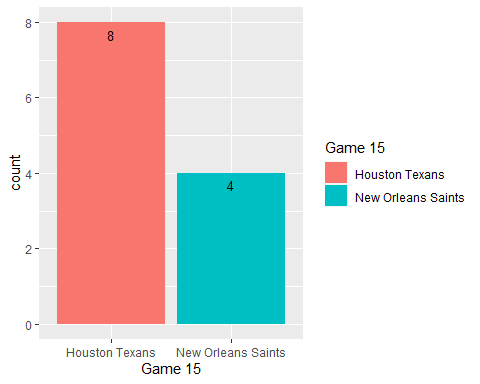 8
6
4
2
0
count
8
4
Houston Texans
New Orleans Saints
Game 15
Game 15
Houston Texans
New Orleans Saints